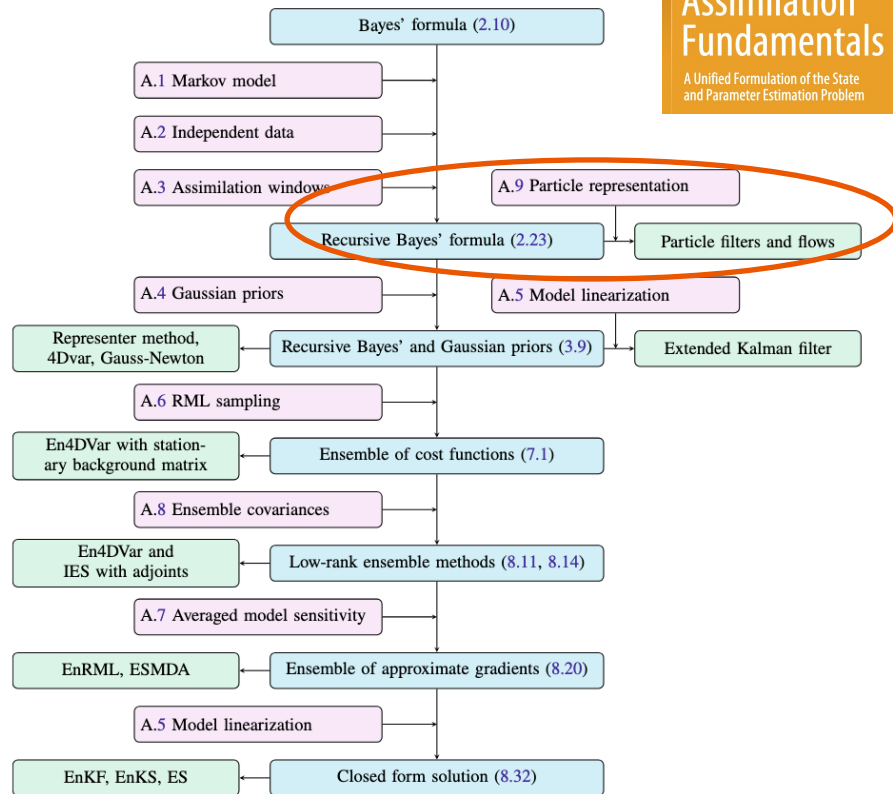 Assimilation
Fundamentals
A Unified Formulation of the State
and Parameter Estimation Problem
Bayes' formula (2.10)
A.1 Markov model
A.2 Independent data
A.3 Assimilation windows
A.9 Particle representation
Recursive Bayes' formula (2.23)
Particle filters and flows
A.4 Gaussian priors
A.5 Model linearization
Representer method,
4Dvar, Gauss-Newton
Recursive Bayes' and Gaussian priors (3.9)
Extended Kalman filter
A.6 RML sampling
En4DVar with station-
ary background matrix
Ensemble of cost functions (7.1)
A.8 Ensemble covariances
En4DVar and
IES with adjoints
Low-rank ensemble methods (8.11, 8.14)
A.7 Averaged model sensitivity
EnRML, ESMDA
Ensemble of approximate gradients (8.20)
A.5 Model linearization
EnKF, EnKS, ES
Closed form solution (8.32)